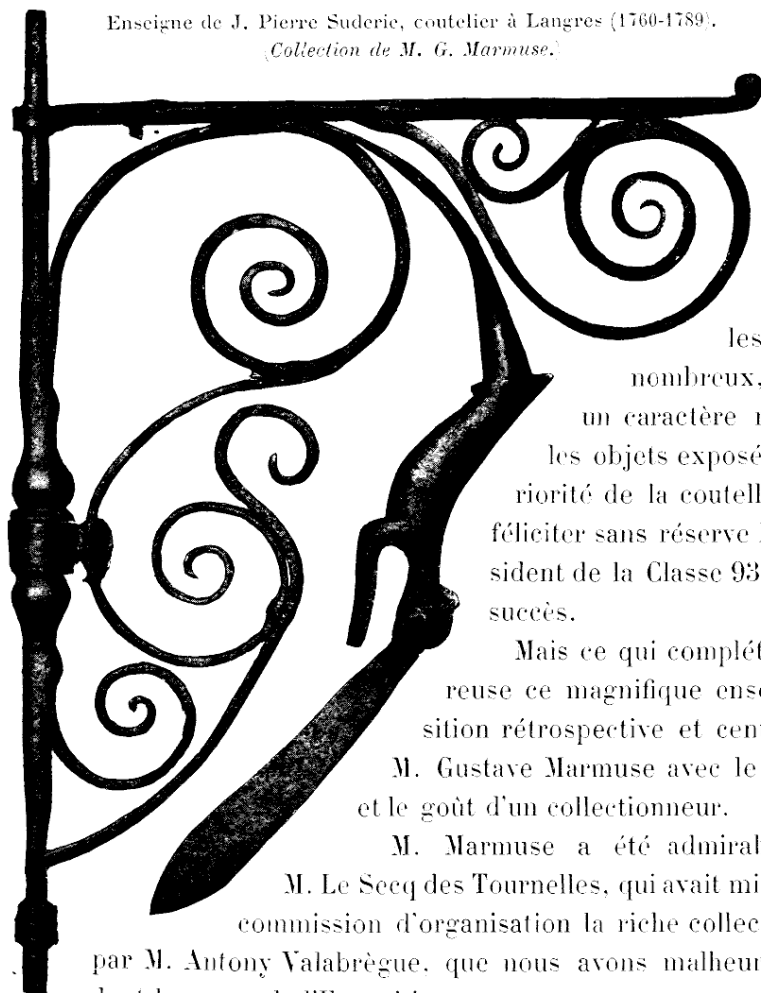 Enseigne de J. Pierre Suderie, coutelier à Langres (1760-1789).
(Collection de M. G. Marmuse.)
les
nombreux,
un caractère
les objets exposé
riorité de la coutell
féliciter sans réserve
sident de la Classe 93
succès.
Mais ce qui complét
reuse ce magnifique ense
sition rétrospective et cen
M. Gustave Marmuse avec le
et le goût d'un collectionneur.
M. Marmuse a été admiral
M. Le Secq des Tournelles, qui avait mi
commission d'organisation la riche collec
par M. Antony Valabrègue, que nous avons malheur